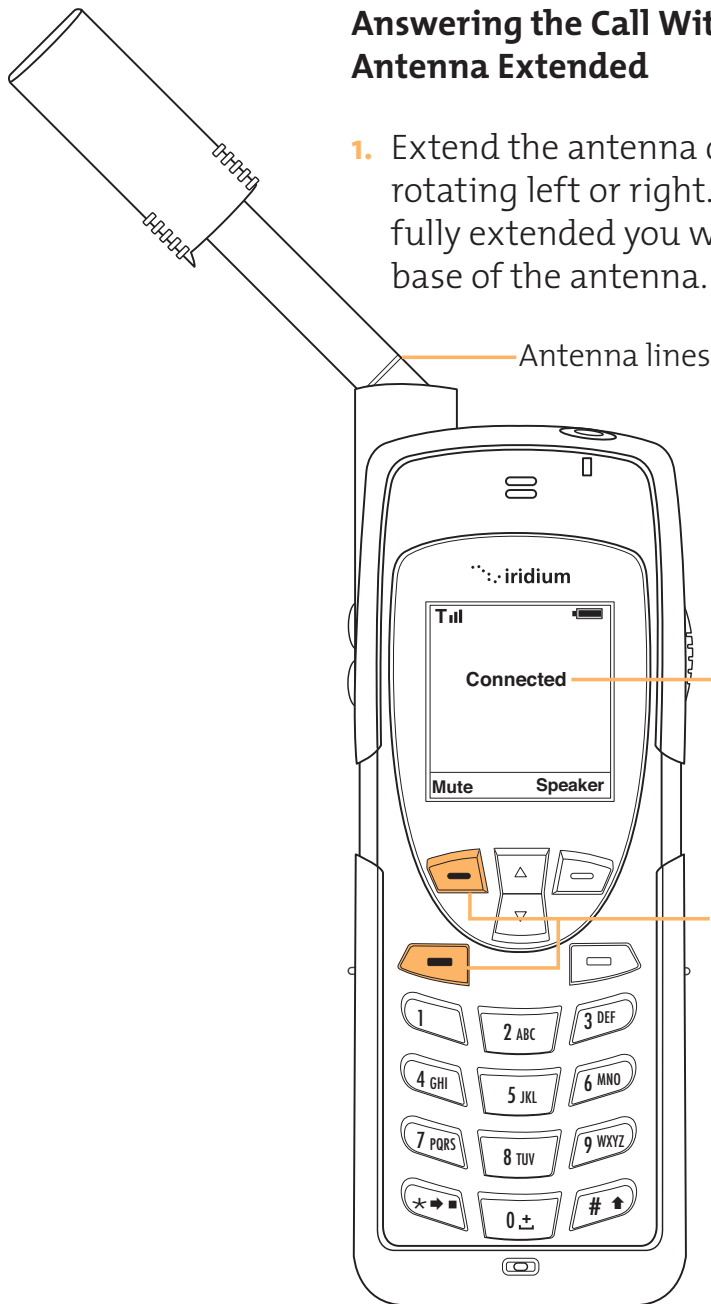 Answering the Call
Antenna Extended
1. Extend the antenna
rotating left or right.
fully extended you
base of the antenna.
Antenna lines
iridium
T
Connected
Mute Speaker
1
2 ABC
3 DEF
4 GHI
5 JKL
6 MNO
7 PQRS
8 TUV
9 WXYZ
*
0 +
#